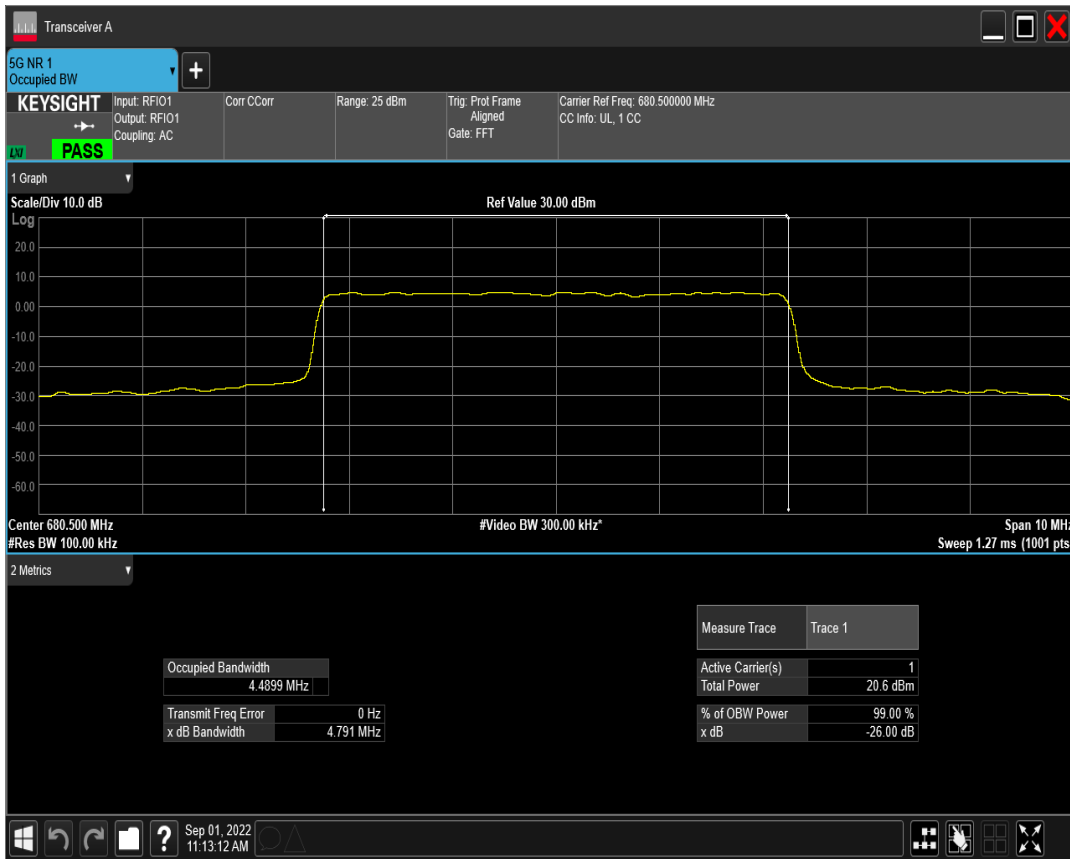 Transceiver A
5G NR 1
Occupied BW
+
KEYSIGHT
LXI
PASS
Input: RFIO1
Output: RFIO1
Coupling: AC
Corr CCorr
Range: 25 dBm
Trig: Prot Frame
Aligned
Gate: FFT
Carrier Ref Freq: 680.500000 MHz
CC Info: UL, 1 CC
1 Graph
Scale/Div 10.0 dB
Ref Value 30.00 dBm
Log
20.0
10.0
0.00
-10.0
-20.0
-30.0
-40.0
-50.0
-60.0
Center 680.500 MHz
#Video BW 300.00 kHz*
Span 10 MHz
#Res BW 100.00 kHz
Sweep 1.27 ms (1001 pts
2 Metrics
Measure Trace Trace 1
Occupied Bandwidth
4.4899 MHz
Active Carrier(s) 1
Total Power 20.6 dBm
Transmit Freq Error 0 Hz
x dB Bandwidth 4.791 MHz
% of OBW Power 99.00 %
x dB -26.00 dB
?
Sep 01, 2022
11:13:12 AM